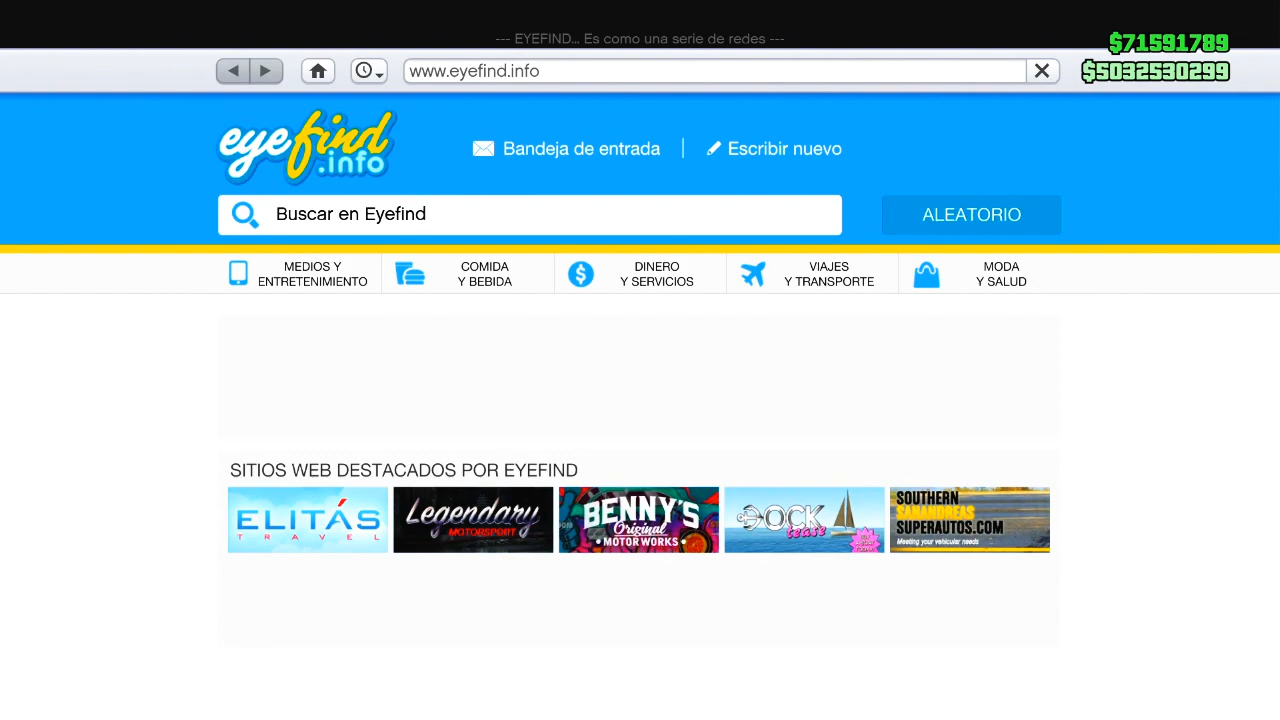 --- EYEFIND... Es como una serie de redes ---
$71591789
www.eyefind.info
$5032530299
eyefind
.info
Bandeja de entrada
Escribir nuevo
Buscar en Eyefind
ALEATORIO
MEDIOS Y
ENTRETENIMIENTO
COMIDA
Y BEBIDA
DINERO
Y SERVICIOS
VIAJES
Y TRANSPORTE
MODA
Y SALUD
SITIOS WEB DESTACADOS POR EYEFIND
ELITÁS
TRAVEL
Legendary
MOTORSPORT
BENNY'S
Original
MOTORWORKS
DOCK
tease
SOUTHERN
SANANDREAS
SUPERAUTOS.COM
Meeting your vehicular needs